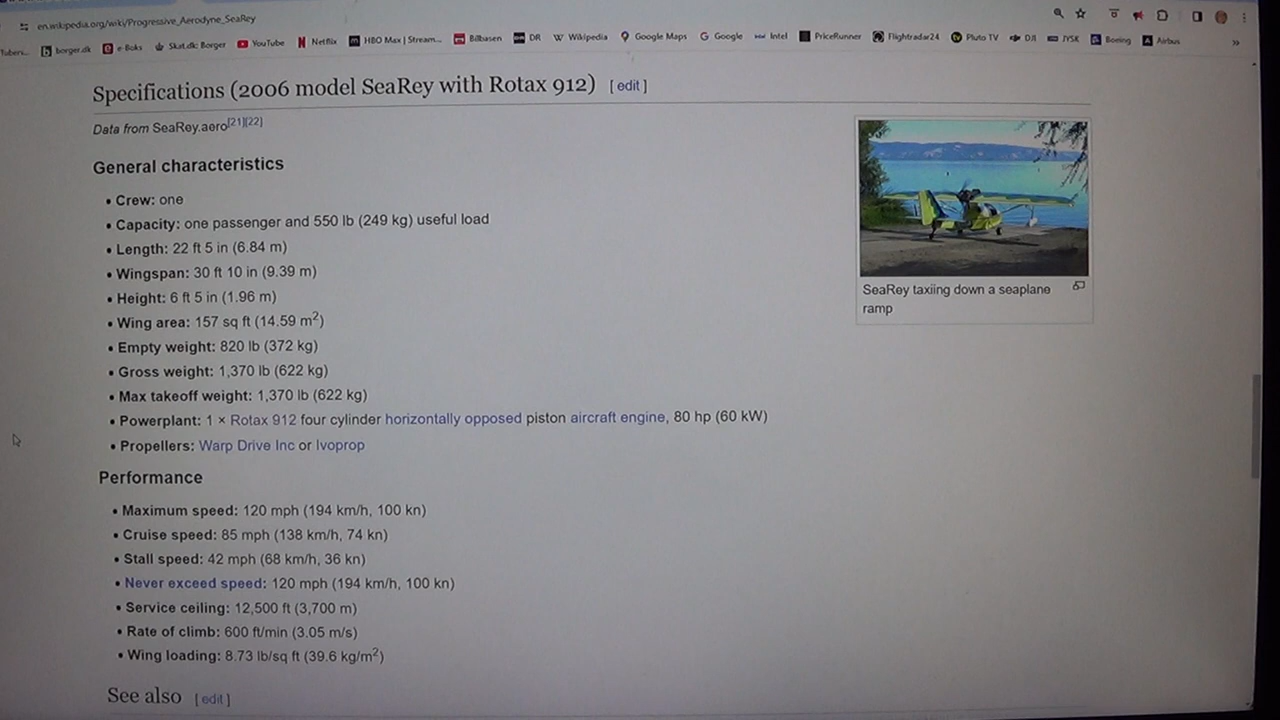 en.wikipedia.org/wiki/Progressive_Aerodyne_SeaRey
borger.dk e-Boks Skat.dk: Borger YouTube Netflix HBO Max | Stream... Bilbasen DR Wikipedia Google Maps Google Intel PriceRunner Flightradar24 Pluto TV DJI JYSK Boeing Airbus »
Specifications (2006 model SeaRey with Rotax 912) [ edit ]
Data from SeaRey.aero[21][22]
General characteristics
• Crew: one
• Capacity: one passenger and 550 lb (249 kg) useful load
• Length: 22 ft 5 in (6.84 m)
• Wingspan: 30 ft 10 in (9.39 m)
• Height: 6 ft 5 in (1.96 m)
• Wing area: 157 sq ft (14.59 m²)
• Empty weight: 820 lb (372 kg)
• Gross weight: 1,370 lb (622 kg)
• Max takeoff weight: 1,370 lb (622 kg)
• Powerplant: 1 × Rotax 912 four cylinder horizontally opposed piston aircraft engine, 80 hp (60 kW)
• Propellers: Warp Drive Inc or Ivoprop
SeaRey taxiing down a seaplane
ramp
Performance
• Maximum speed: 120 mph (194 km/h, 100 kn)
• Cruise speed: 85 mph (138 km/h, 74 kn)
• Stall speed: 42 mph (68 km/h, 36 kn)
• Never exceed speed: 120 mph (194 km/h, 100 kn)
• Service ceiling: 12,500 ft (3,700 m)
• Rate of climb: 600 ft/min (3.05 m/s)
• Wing loading: 8.73 lb/sq ft (39.6 kg/m²)
See also [ edit ]